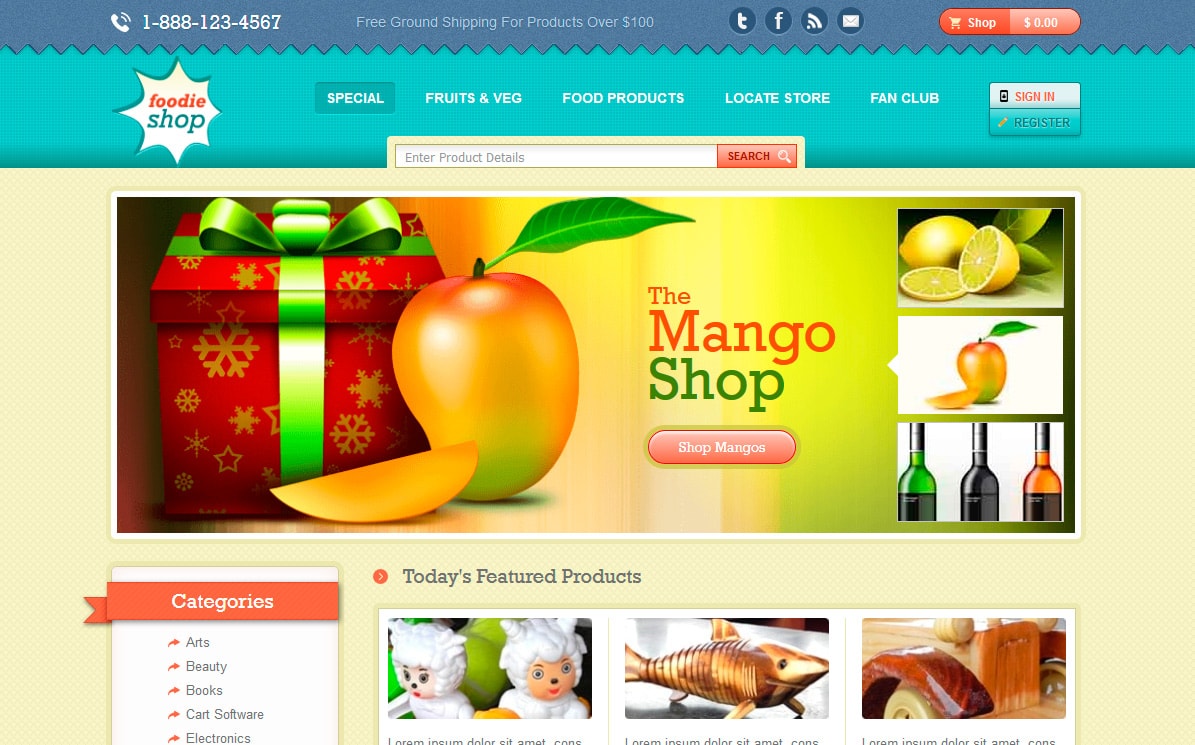 1-888-123-4567
Free Ground Shipping For Products Over $100
Shop
$ 0.00
foodie
shop
SPECIAL
FRUITS & VEG
FOOD PRODUCTS
LOCATE STORE
FAN CLUB
SIGN IN
REGISTER
Enter Product Details
SEARCH
The
Mango
Shop
Shop Mangos
Categories
Arts
Beauty
Books
Cart Software
Electronics
Today's Featured Products
Lorem ipsum dolor sit amet, cons
Lorem ipsum dolor sit amet, cons
Lorem ipsum dolor sit amet, cons